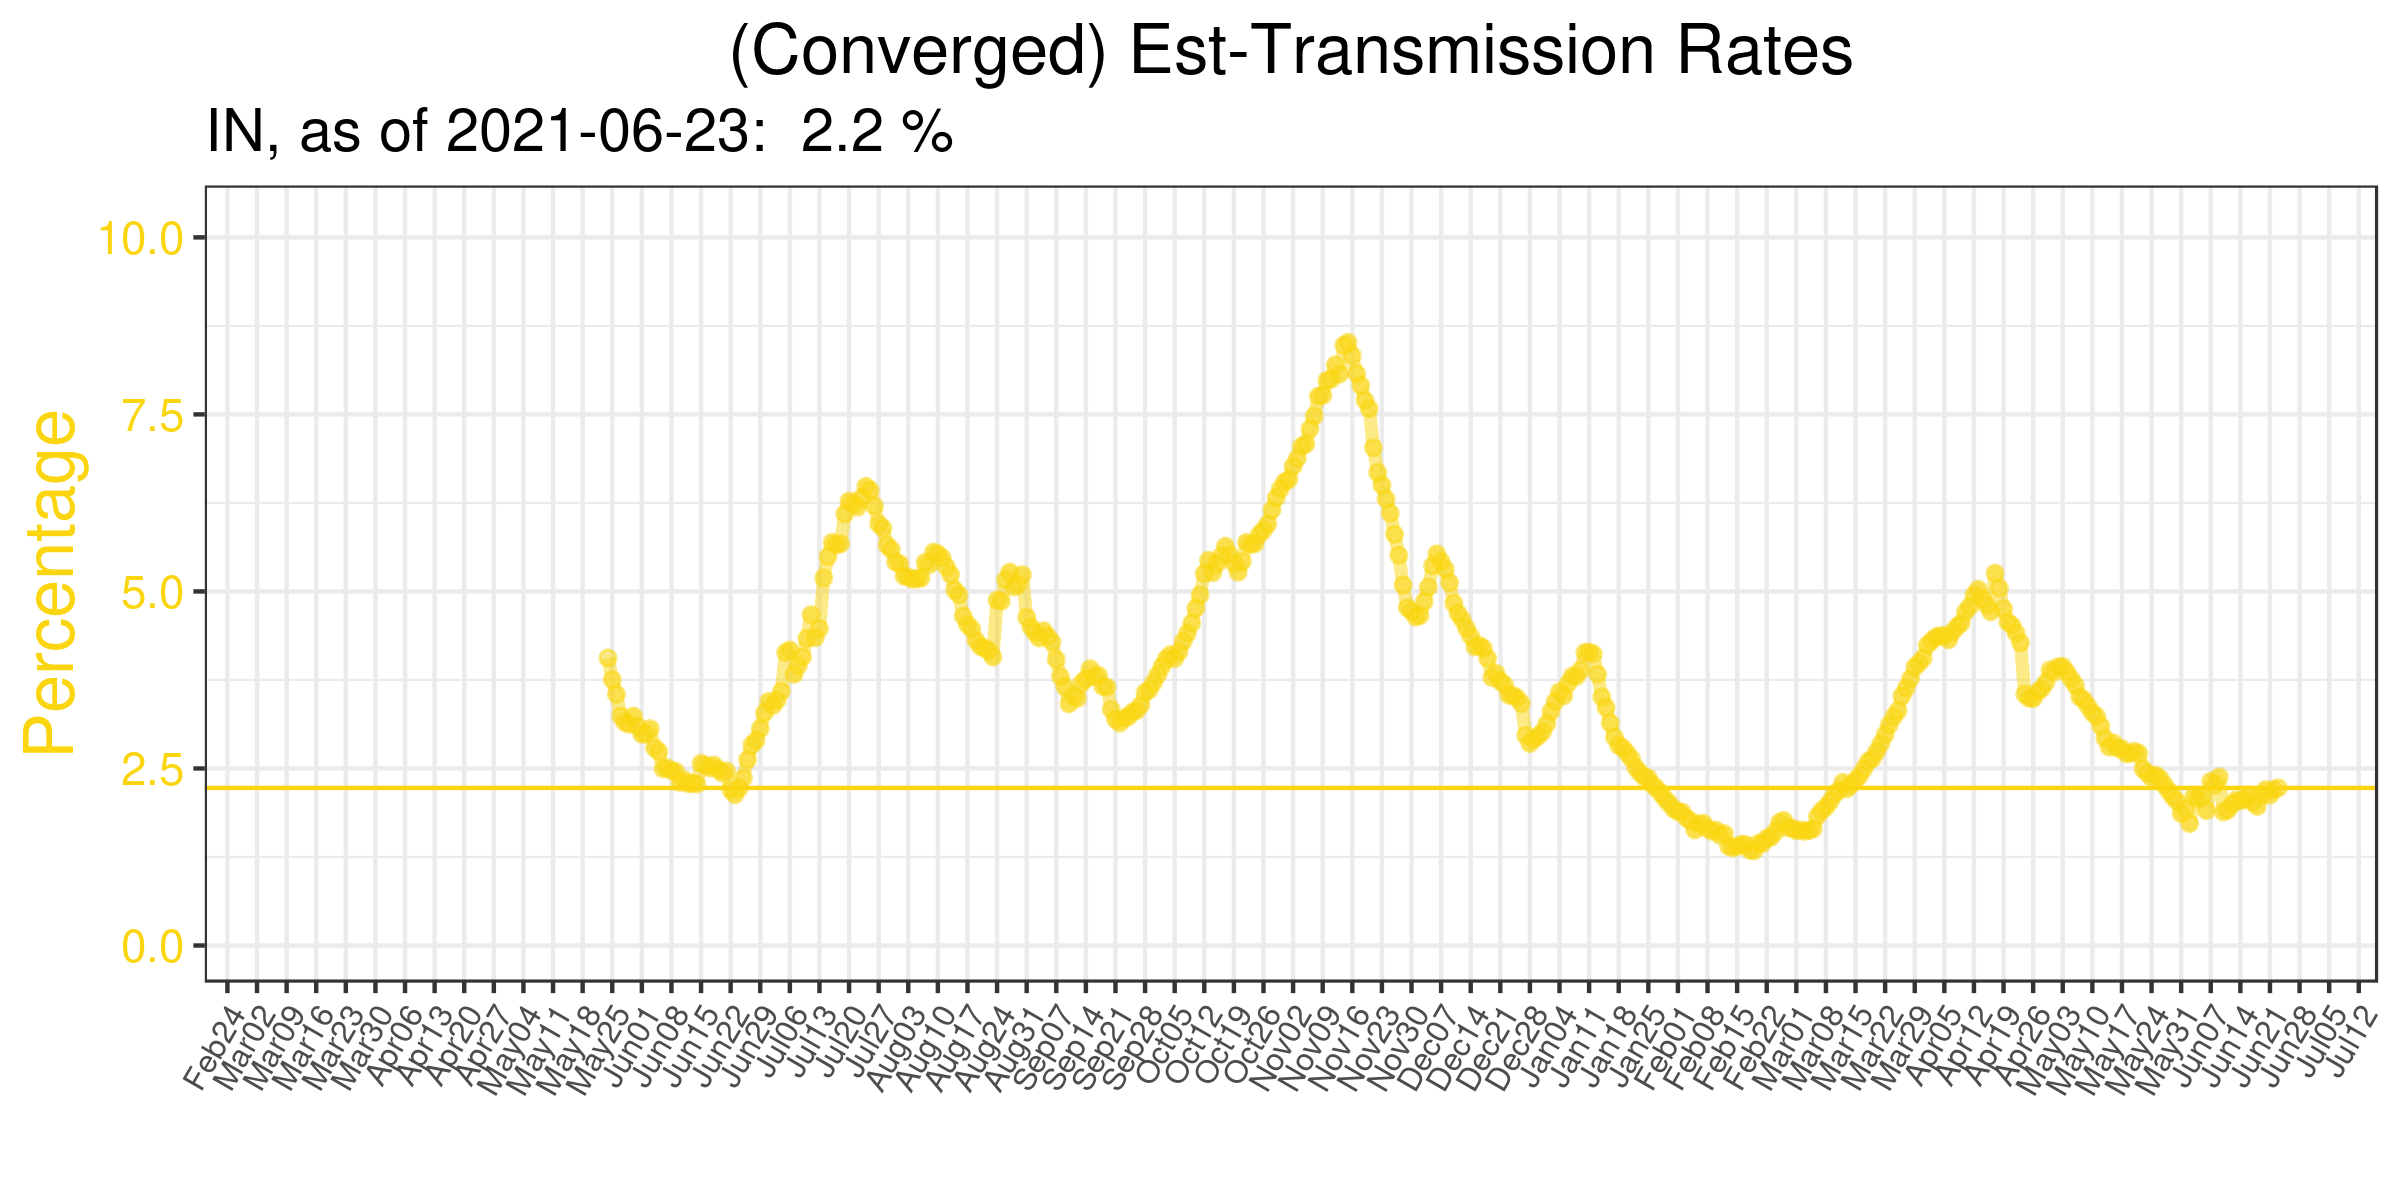 (Converged) Est-Transmission Rates
IN, as of 2021-06-23: 2.2 %
Percentage
10.0
7.5
5.0
2.5
0.0
Feb24 Mar02 Mar09 Mar16 Mar23 Mar30 Apr06 Apr13 Apr20 Apr27 May04 May11 May18 May25 Jun01 Jun08 Jun15 Jun22 Jun29 Jul06 Jul13 Jul20 Jul27 Aug03 Aug10 Aug17 Aug24 Aug31 Sep07 Sep14 Sep21 Sep28 Oct05 Oct12 Oct19 Oct26 Nov02 Nov09 Nov16 Nov23 Nov30 Dec07 Dec14 Dec21 Dec28 Jan04 Jan11 Jan18 Jan25 Feb01 Feb08 Feb15 Feb22 Mar01 Mar08 Mar15 Mar22 Mar29 Apr05 Apr12 Apr19 Apr26 May03 May10 May17 May24 May31 Jun07 Jun14 Jun21 Jun28 Jul05 Jul12